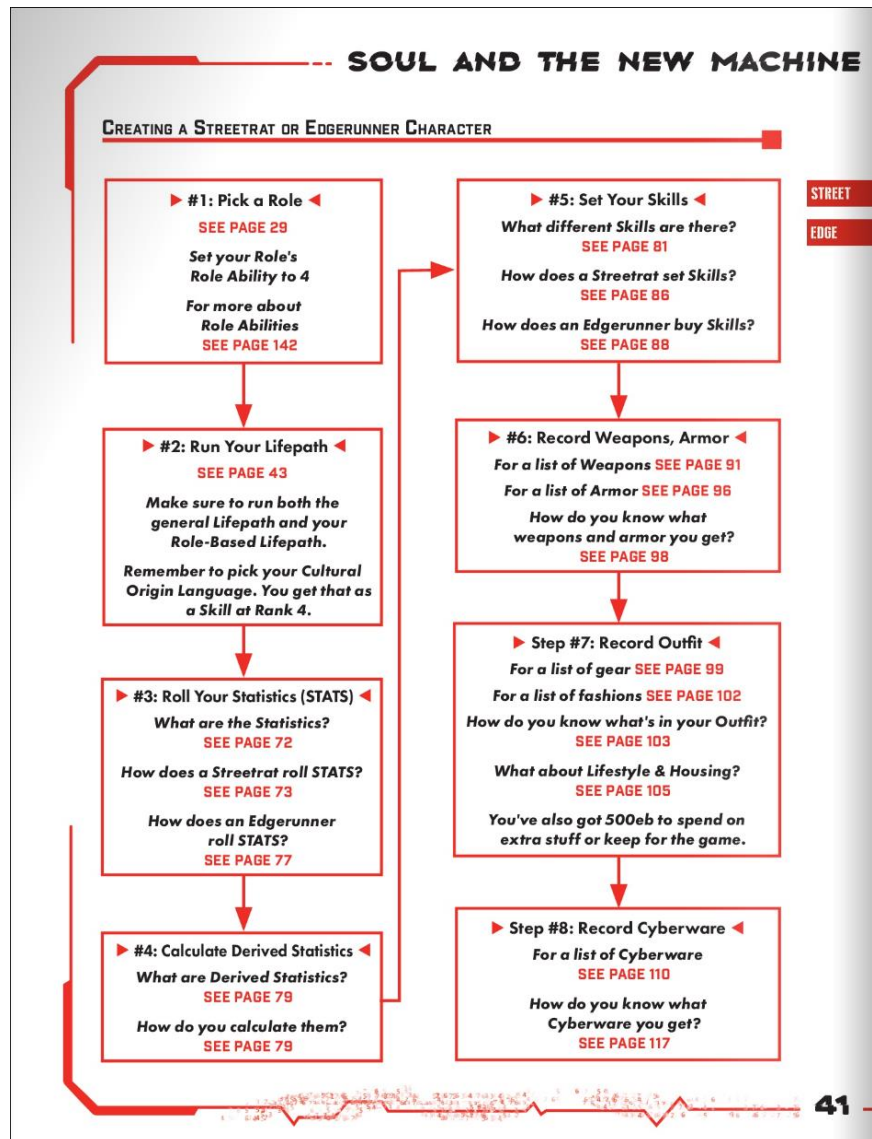 SOUL AND THE NEW MACHINE
CREATING A STREETRAT OR EDGERUNNER CHARACTER
#1: Pick a Role
SEE PAGE 29
Set your Role's
Role Ability to 4
For more about
Role Abilities
SEE PAGE 142
#2: Run Your Lifepath
SEE PAGE 43
Make sure to run both the
general Lifepath and your
Role-Based Lifepath.
Remember to pick your Cultural
Origin Language. You get that as
a Skill at Rank 4.
#3: Roll Your Statistics (STATS)
What are the Statistics?
SEE PAGE 72
How does a Streetrat roll STATS?
SEE PAGE 73
How does an Edgerunner
roll STATS?
SEE PAGE 77
#4: Calculate Derived Statistics
What are Derived Statistics?
SEE PAGE 79
How do you calculate them?
SEE PAGE 79
#5: Set Your Skills
What different Skills are there?
SEE PAGE 81
How does a Streetrat set Skills?
SEE PAGE 86
How does an Edgerunner buy Skills?
SEE PAGE 88
#6: Record Weapons, Armor
For a list of Weapons SEE PAGE 91
For a list of Armor SEE PAGE 96
How do you know what
weapons and armor you get?
SEE PAGE 98
Step #7: Record Outfit
For a list of gear SEE PAGE 99
For a list of fashions SEE PAGE 102
How do you know what's in your Outfit?
SEE PAGE 103
What about Lifestyle & Housing?
SEE PAGE 105
You've also got 500eb to spend on
extra stuff or keep for the game.
Step #8: Record Cyberware
For a list of Cyberware
SEE PAGE 110
How do you know what
Cyberware you get?
SEE PAGE 117
STREET
EDGE
41